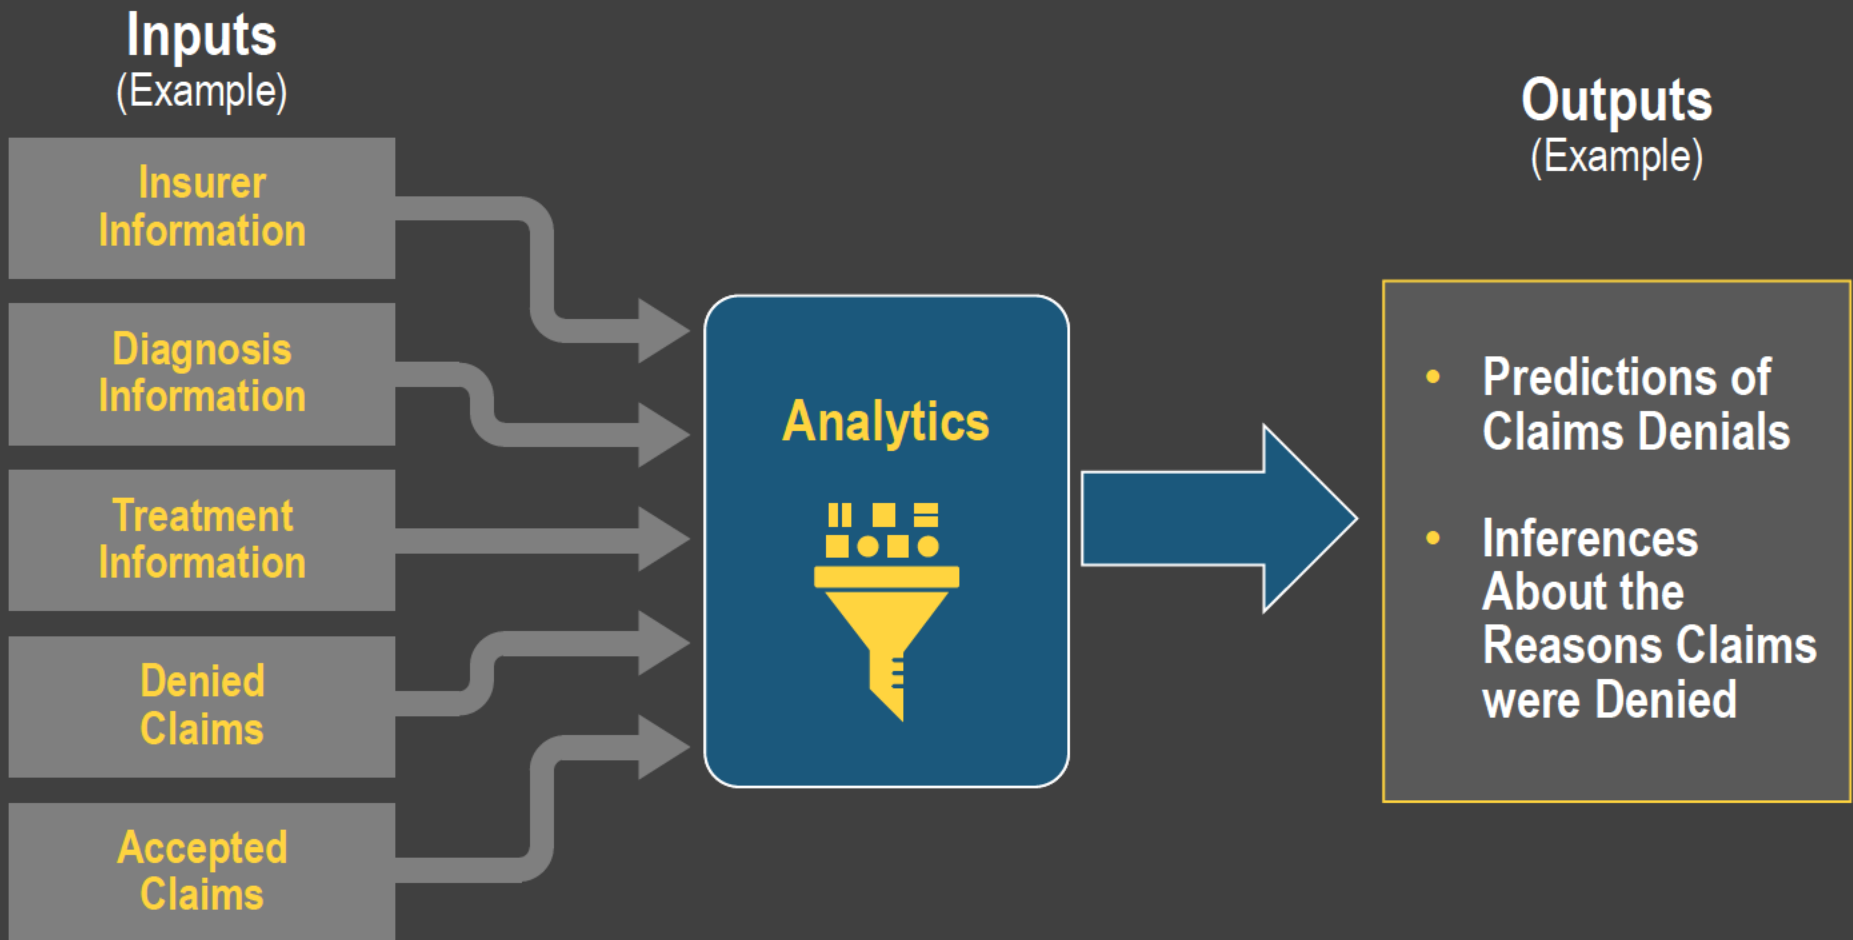 Inputs
(Example)
Insurer
Information
Diagnosis
Information
Treatment
Information
Denied
Claims
Accepted
Claims
Analytics
Outputs
(Example)
• Predictions of
Claims Denials
• Inferences
About the
Reasons Claims
were Denied